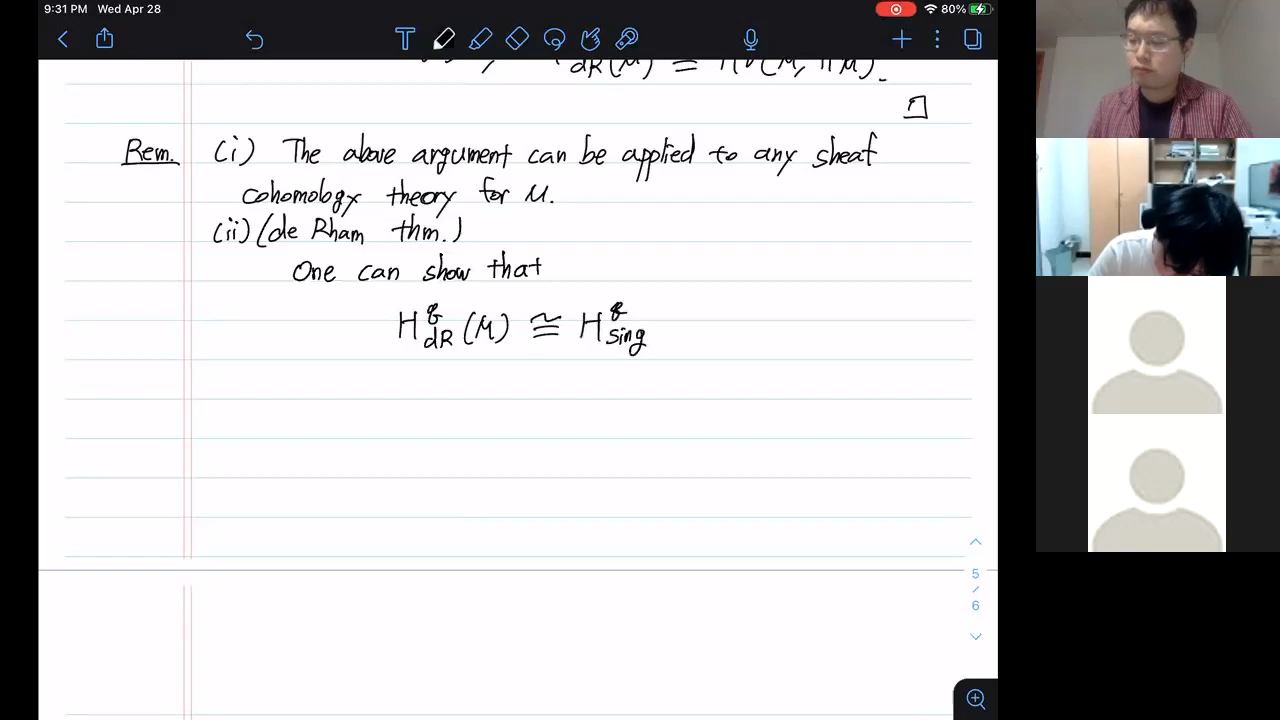 9:31 PM Wed Apr 28
80%
dR(M) ≅
Rem. (i) The above argument can be applied to any sheaf
cohomology theory for M.
(ii) (de Rham thm.)
One can show that
H^q_dR (M) ≅ H^q_sing
5
/
6